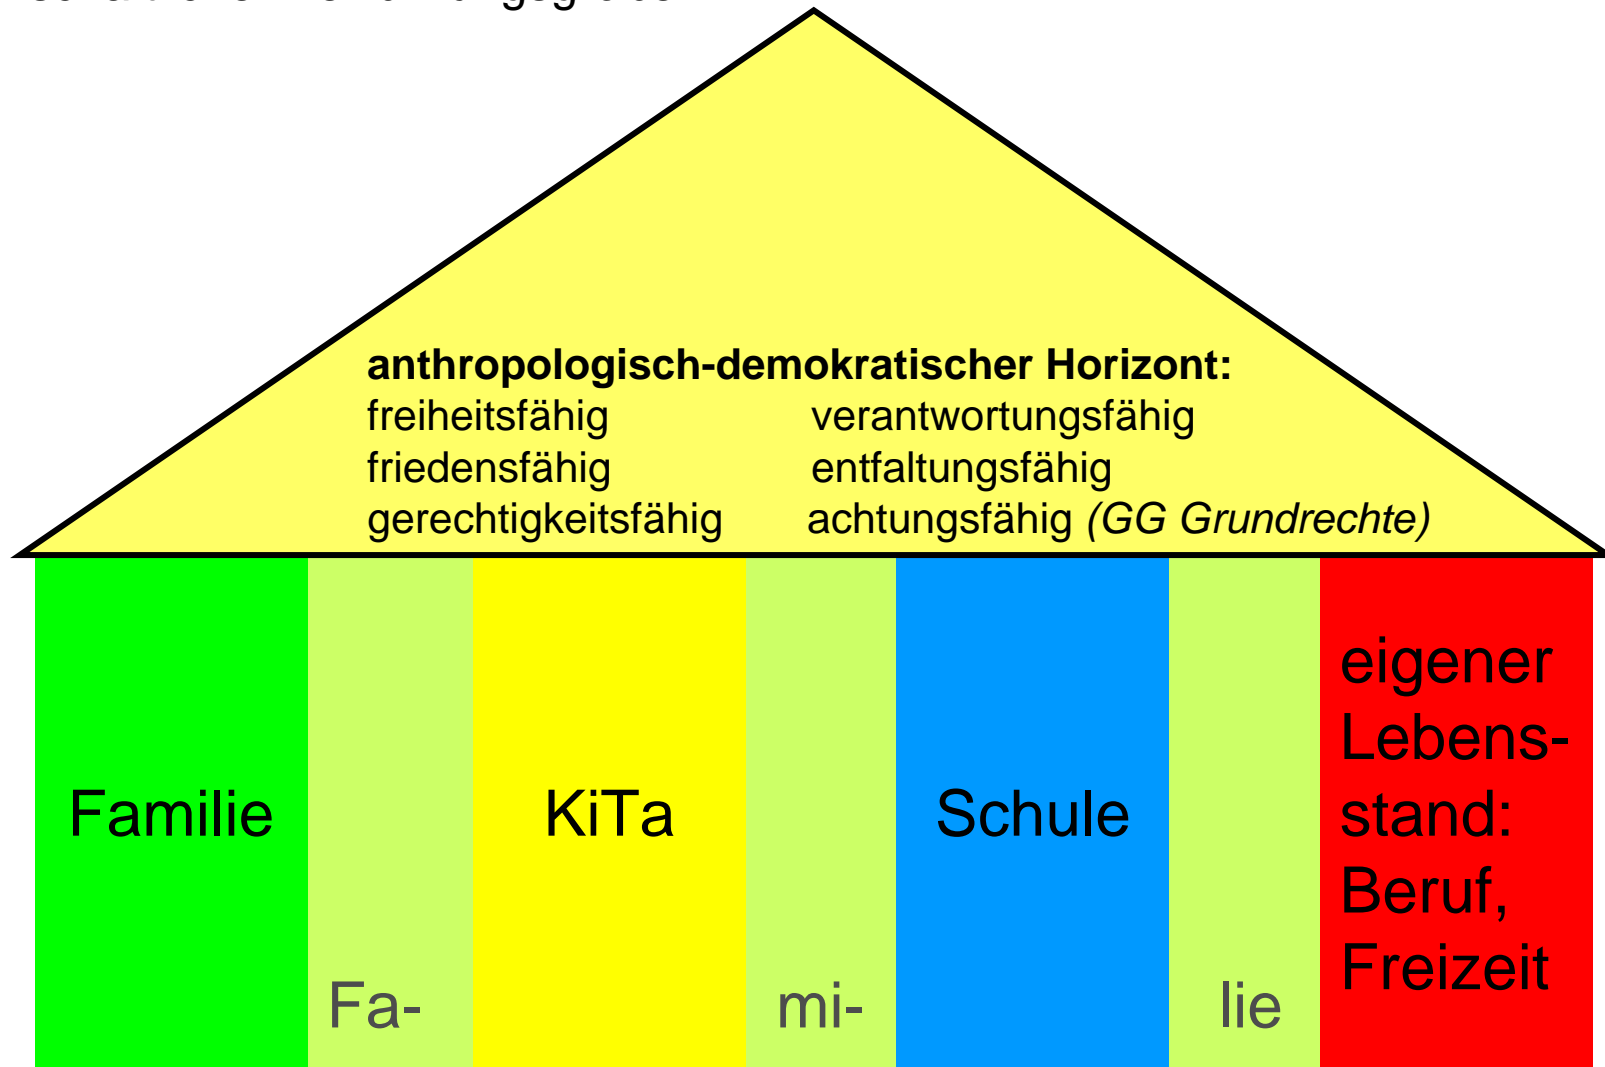 anthropologisch-demokratischer Horizont:
freiheitsfähig verantwortungsfähig
friedensfähig entfaltungsfähig
gerechtigkeitsfähig achtungsfähig (GG Grundrechte)
Familie
Fa-
KiTa
mi-
Schule
lie
eigener
Lebens-
stand:
Beruf,
Freizeit